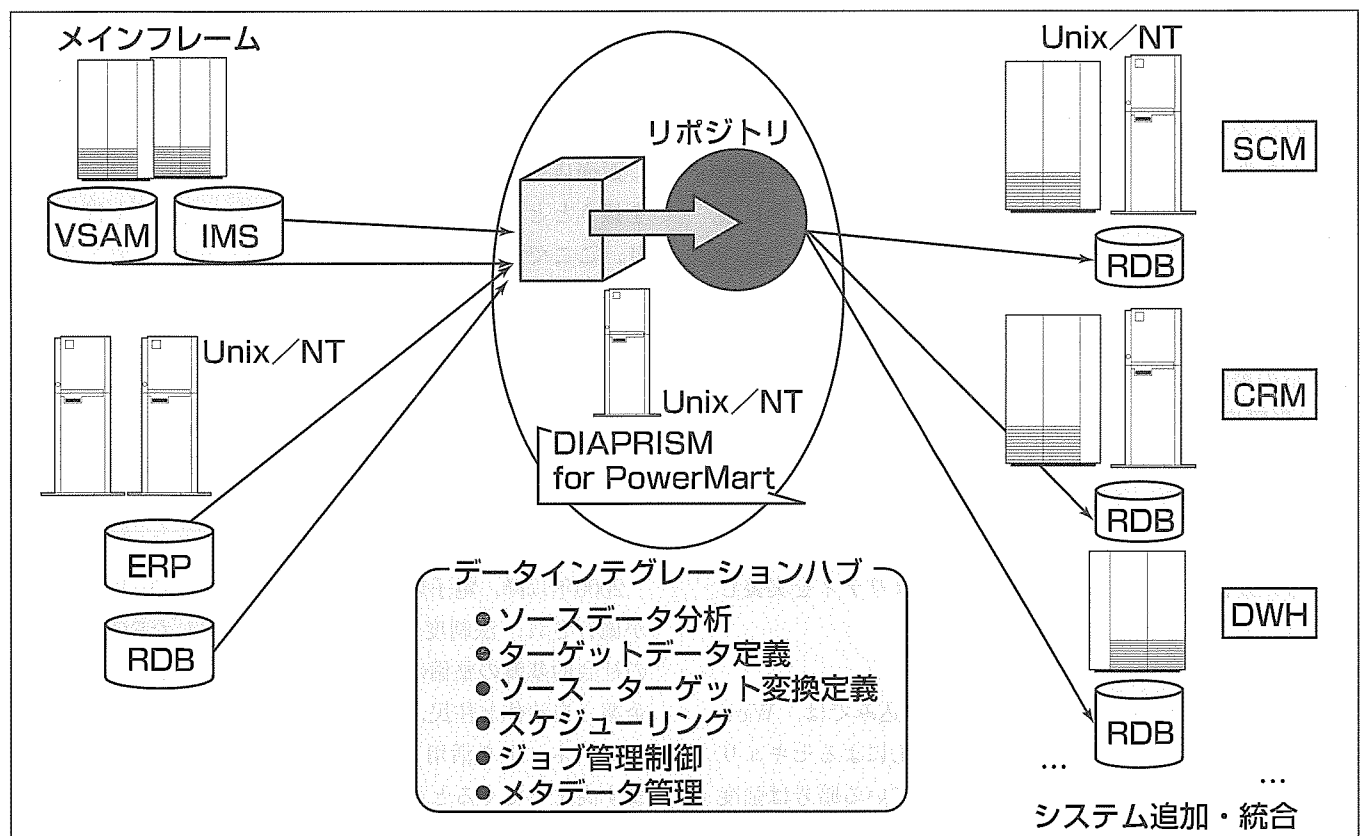 メインフレーム
VSAM
IMS
Unix/NT
ERP
RDB
リポジトリ
Unix/NT
DIAPRISM
for PowerMart
データインテグレーションハブ
●ソースデータ分析
●ターゲットデータ定義
●ソース−ターゲット変換定義
●スケジューリング
●ジョブ管理制御
●メタデータ管理
Unix/NT
SCM
RDB
CRM
RDB
DWH
RDB
…
…
システム追加・統合